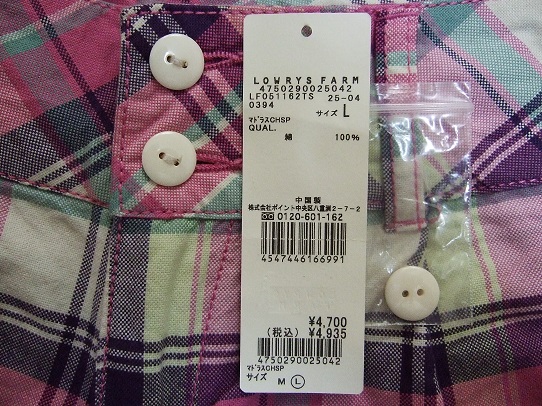 LOWRYS FARM
4750290025042
LF051162TS 25-04
0394 サイズ L
マドラスCHSP
QUAL.
綿 100%
中国製
株式会社ポイント中央区八重洲2-7-2
0120-601-162
4547446166991
¥4,700
(税込) ¥4,935
4750290025042
マドラスCHSP
サイズ M L